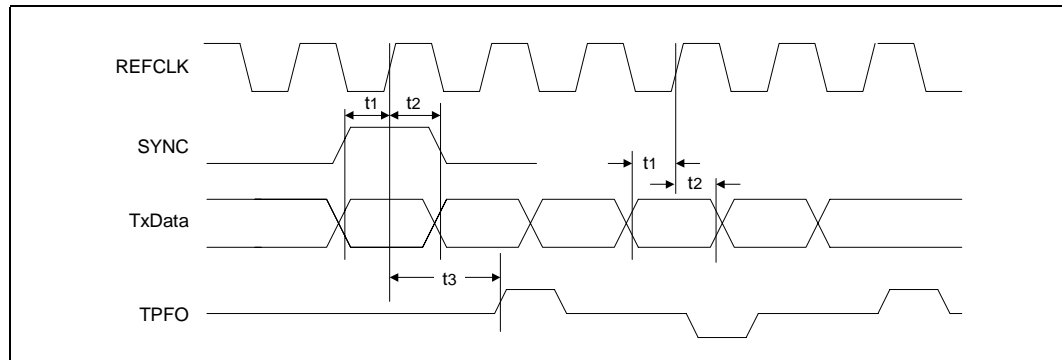 REFCLK
t1 t2
SYNC
t1
t2
TxData
t3
TPFO